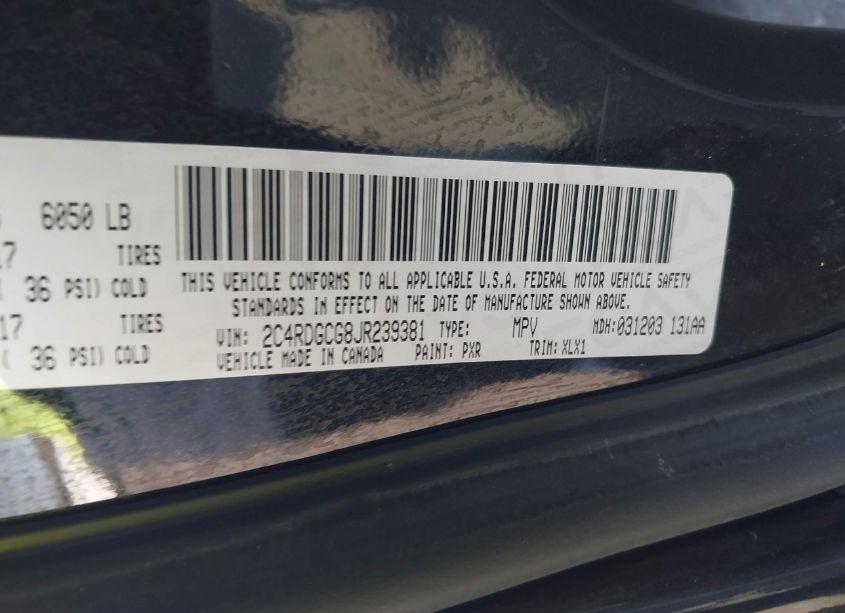 6050 LB
17 TIRES
36 PSI) COLD
17 TIRES
( 36 PSI) COLD
THIS VEHICLE CONFORMS TO ALL APPLICABLE U.S.A. FEDERAL MOTOR VEHICLE SAFETY
STANDARDS IN EFFECT ON THE DATE OF MANUFACTURE SHOWN ABOVE.
VIN: 2C4RDGCG8JR239381 TYPE: MPV MDH:031203 131AA
VEHICLE MADE IN CANADA PAINT: PXR TRIM: XLX1